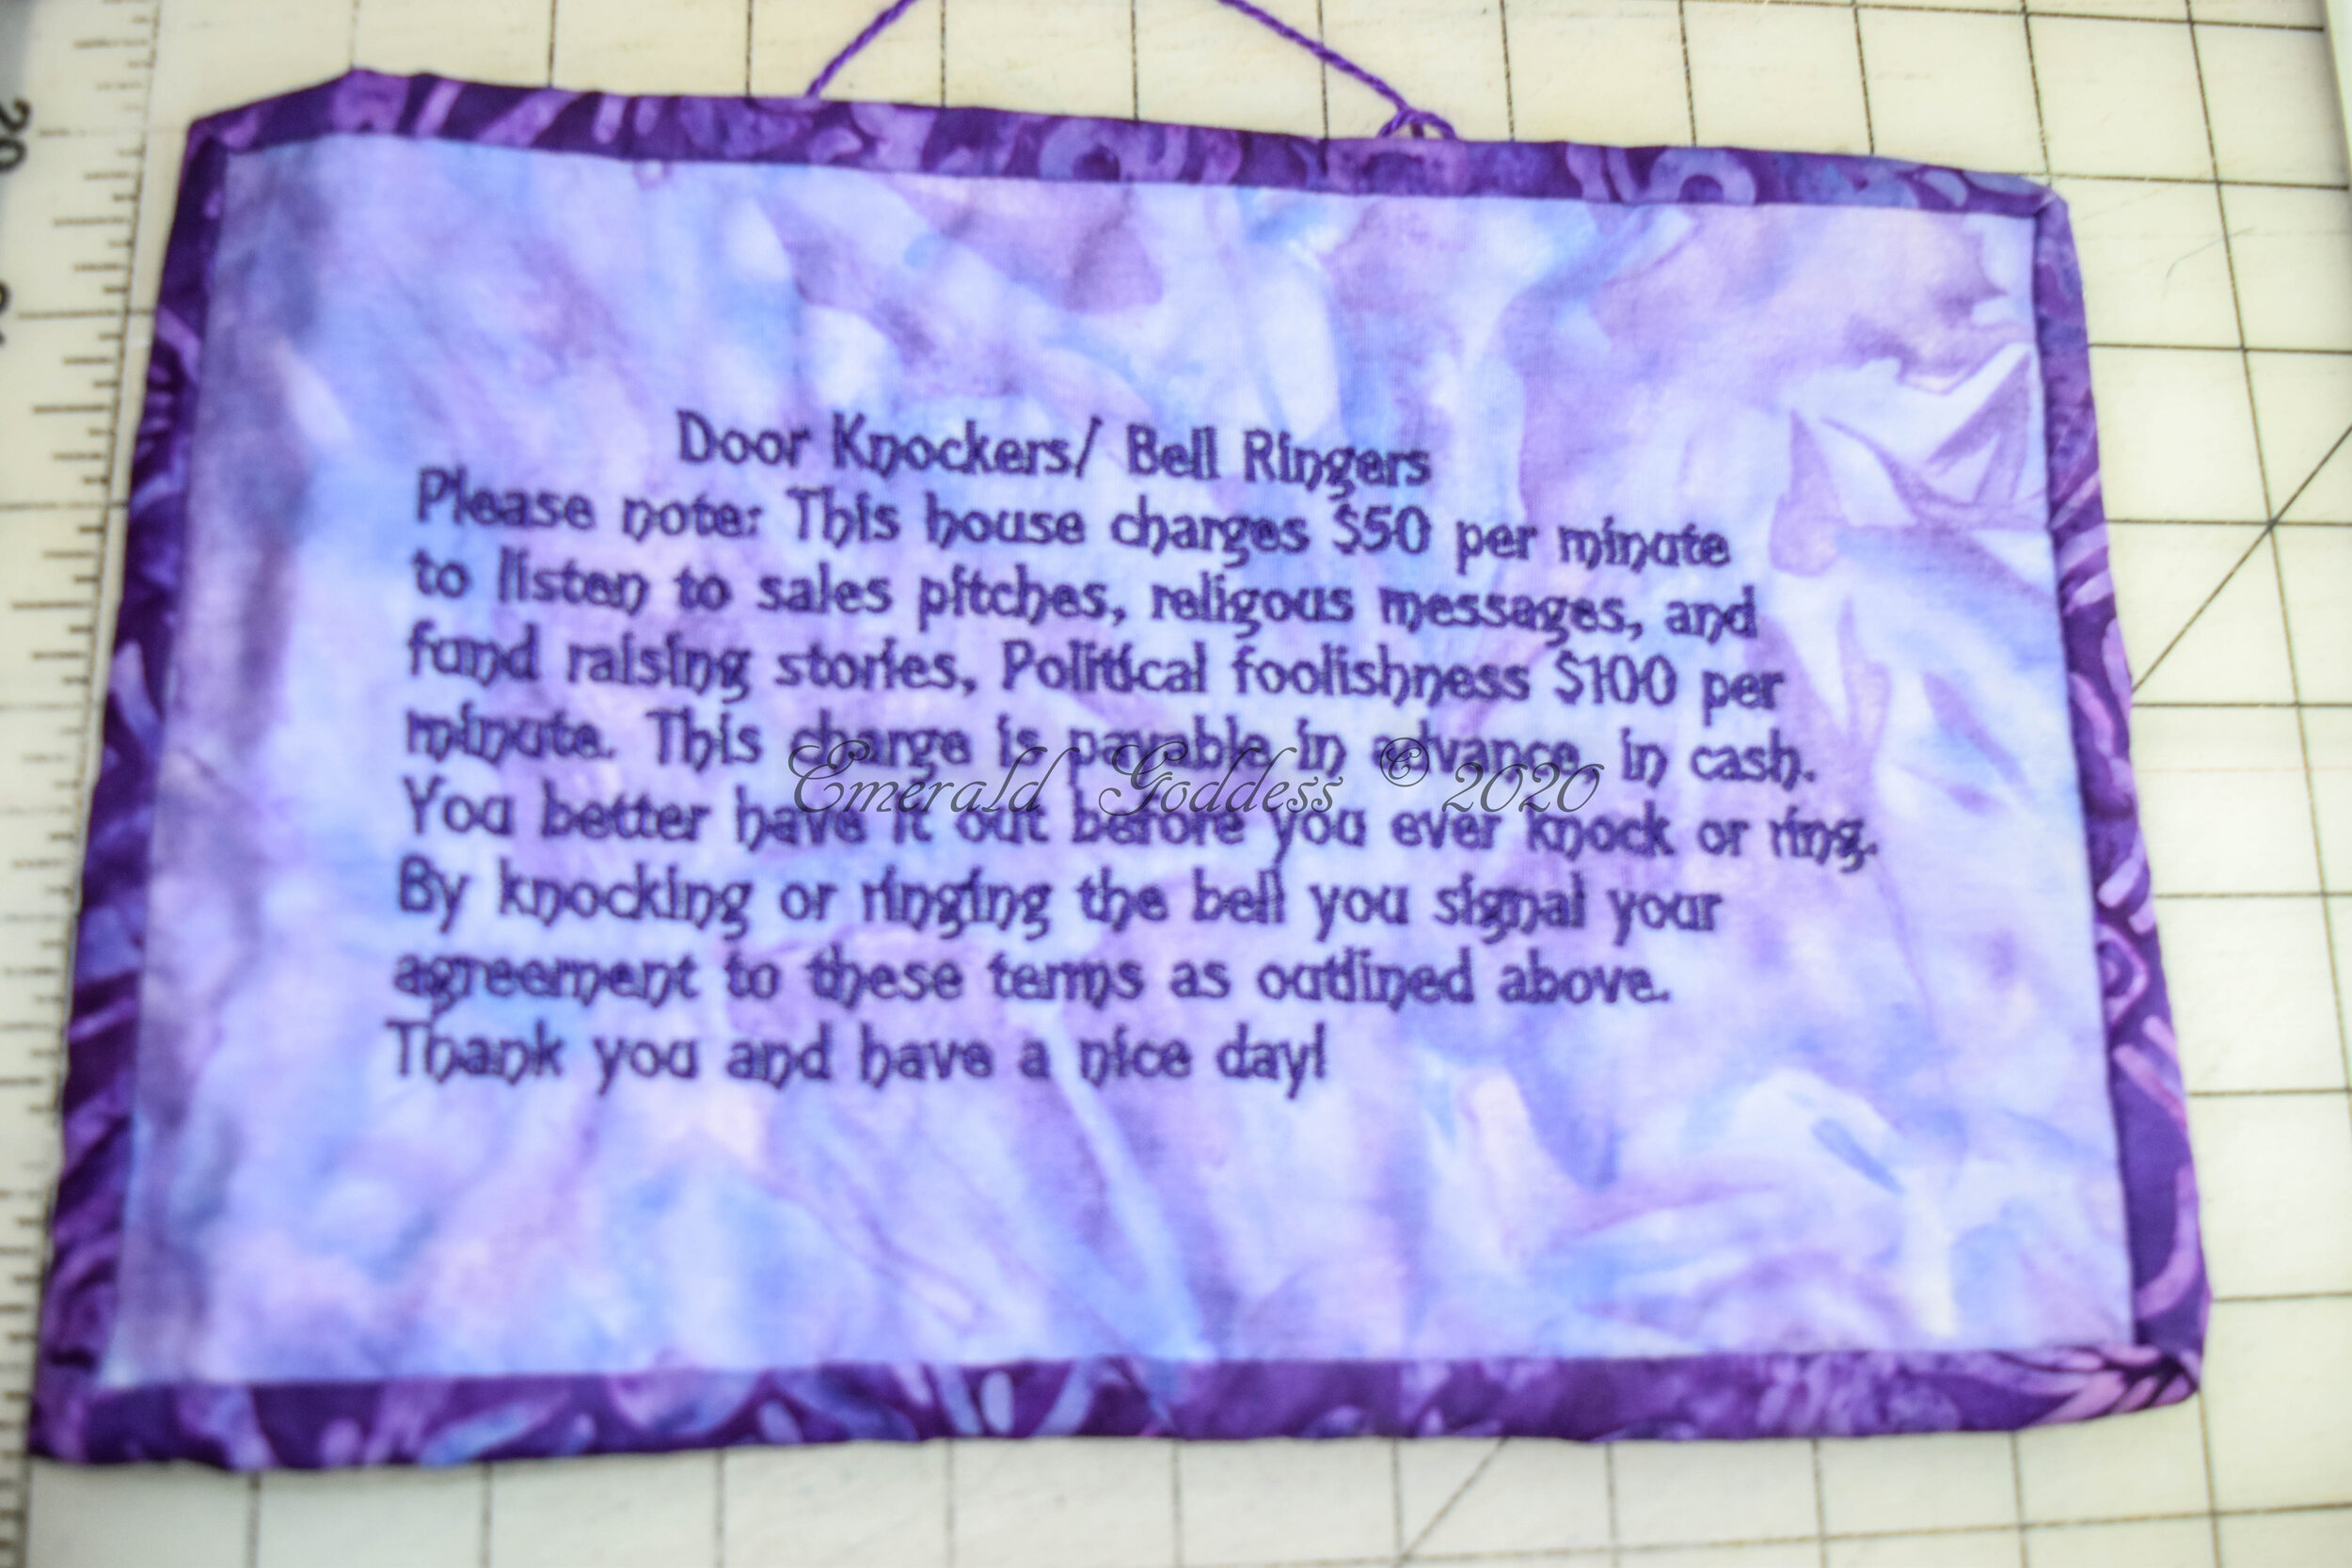 Door Knockers/ Bell Ringers
Please note: This house charges $50 per minute
to listen to sales pitches, religous messages, and
fund raising stories, Political foolishness $100 per
minute. This charge is payable in advance, in cash.
Emerald Goddess © 2020
You better have it out before you ever knock or ring.
By knocking or ringing the bell you signal your
agreement to these terms as outlined above.
Thank you and have a nice day!
20